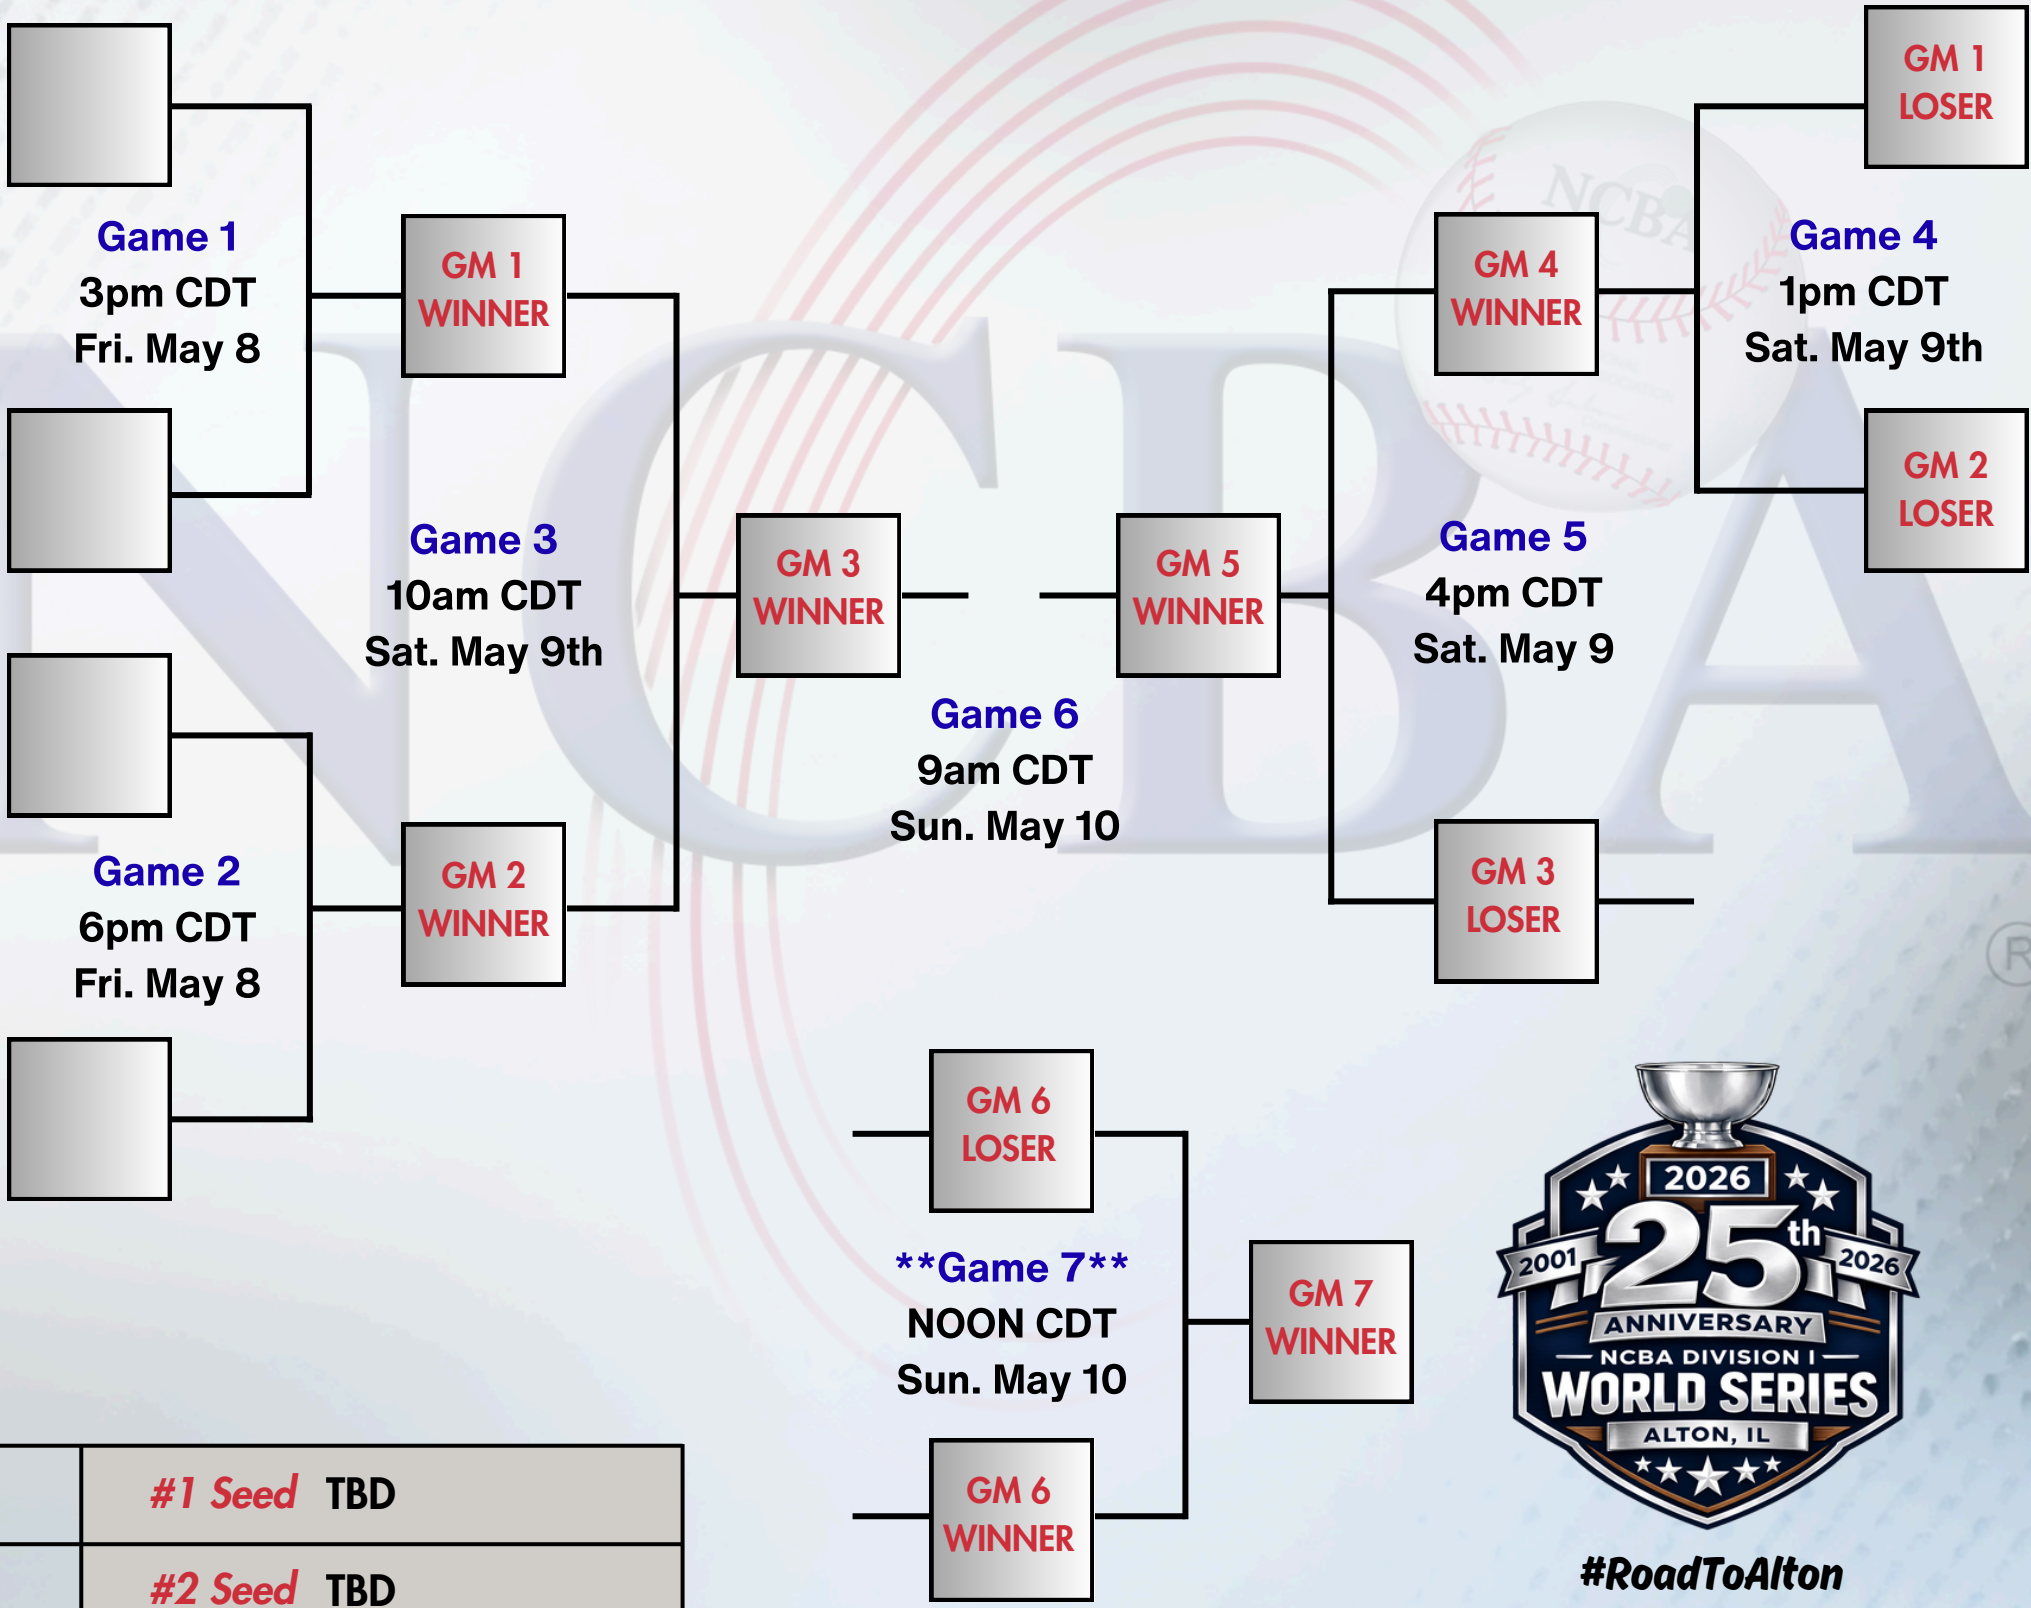 GM 1
LOSER
Game 1
3pm CDT
Fri. May 8
GM 1
WINNER
GM 4
WINNER
Game 4
1pm CDT
Sat. May 9th
NCBA
GM 2
LOSER
Game 3
10am CDT
Sat. May 9th
GM 3
WINNER
GM 5
WINNER
Game 5
4pm CDT
Sat. May 9
NCBA
®
Game 6
9am CDT
Sun. May 10
Game 2
6pm CDT
Fri. May 8
GM 2
WINNER
GM 3
LOSER
GM 6
LOSER
**Game 7**
NOON CDT
Sun. May 10
GM 7
WINNER
GM 6
WINNER
2026
25th
2001
2026
ANNIVERSARY
NCBA DIVISION I
WORLD SERIES
ALTON, IL
#RoadToAlton
#1 Seed TBD
#2 Seed TBD